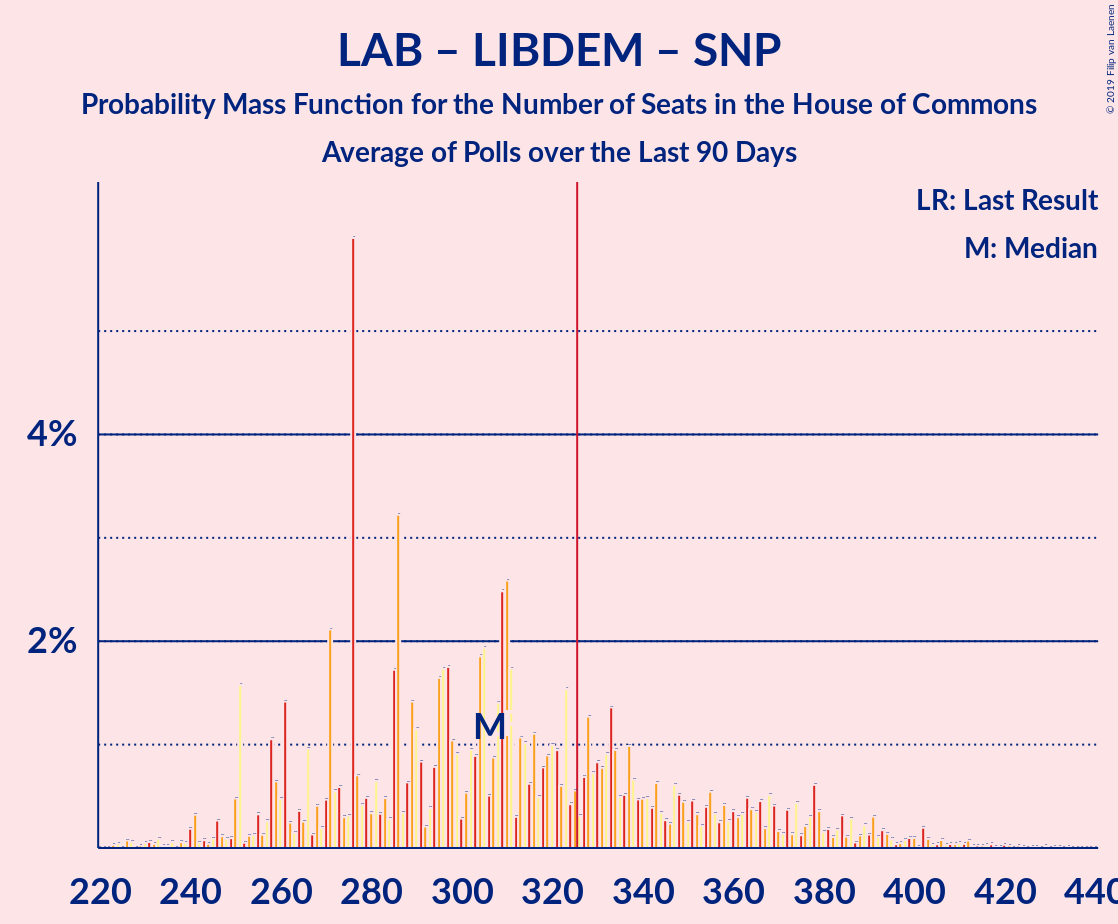 LAB – LIBDEM – SNP
Probability Mass Function for the Number of Seats in the House of Commons
Average of Polls over the Last 90 Days
© 2019 Filip van Laenen
LR: Last Result
M: Median
4%
2%
M
220 240 260 280 300 320 340 360 380 400 420 440